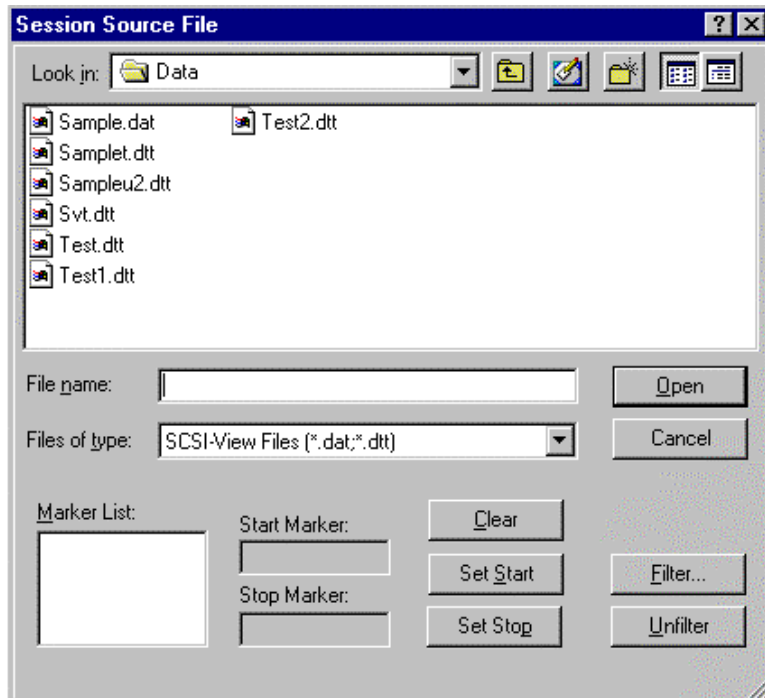 Session Source File
Look in: Data
Sample.dat
Samplet.dtt
Sampleu2.dtt
Svt.dtt
Test.dtt
Test1.dtt
Test2.dtt
File name:
Open
Files of type: SCSI-View Files (*.dat;*.dtt)
Cancel
Marker List:
Start Marker:
Stop Marker:
Clear
Set Start
Set Stop
Filter...
Unfilter